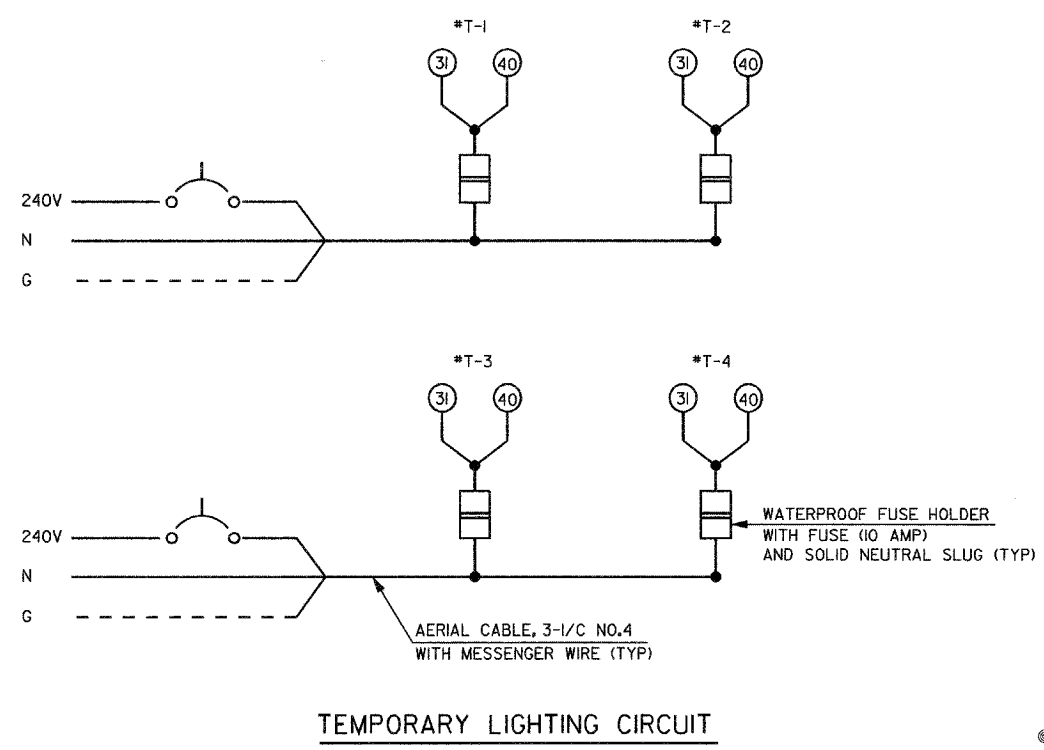 #T-1 #T-2
31 40 31 40
240V
N
G
#T-3 #T-4
31 40 31 40
240V
N
G
WATERPROOF FUSE HOLDER
WITH FUSE (10 AMP)
AND SOLID NEUTRAL SLUG (TYP)
AERIAL CABLE, 3-1/C NO.4
WITH MESSENGER WIRE (TYP)
TEMPORARY LIGHTING CIRCUIT